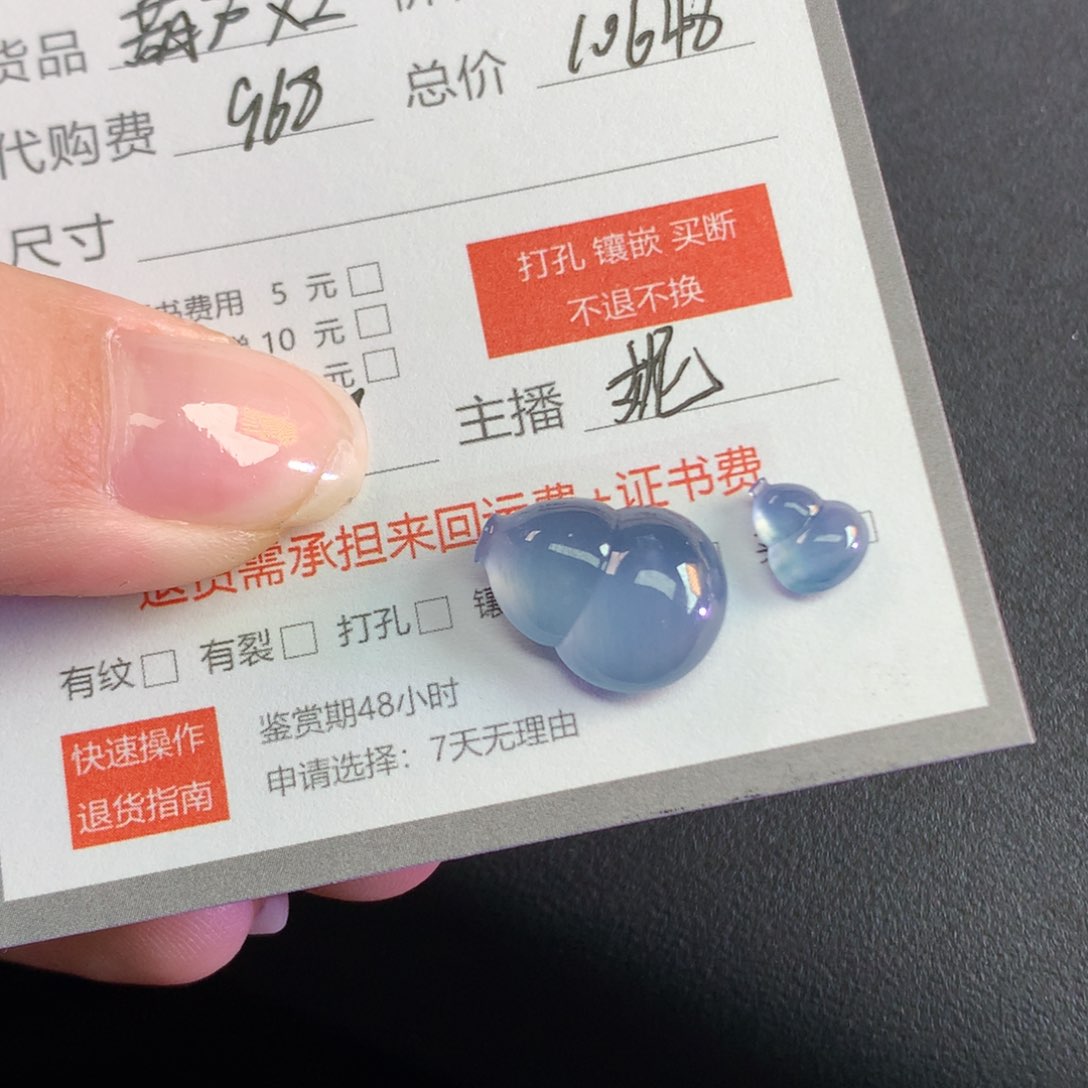 货品 葫芦X2
代购费 968 总价 10648
尺寸
书费用 5 元□
10 元□
元□
打孔 镶嵌 买断
不退不换
主播 妮
退货需承担来回运费+证书费
有纹□ 有裂□ 打孔□ 镶
快速操作
退货指南
鉴赏期48小时
申请选择：7天无理由